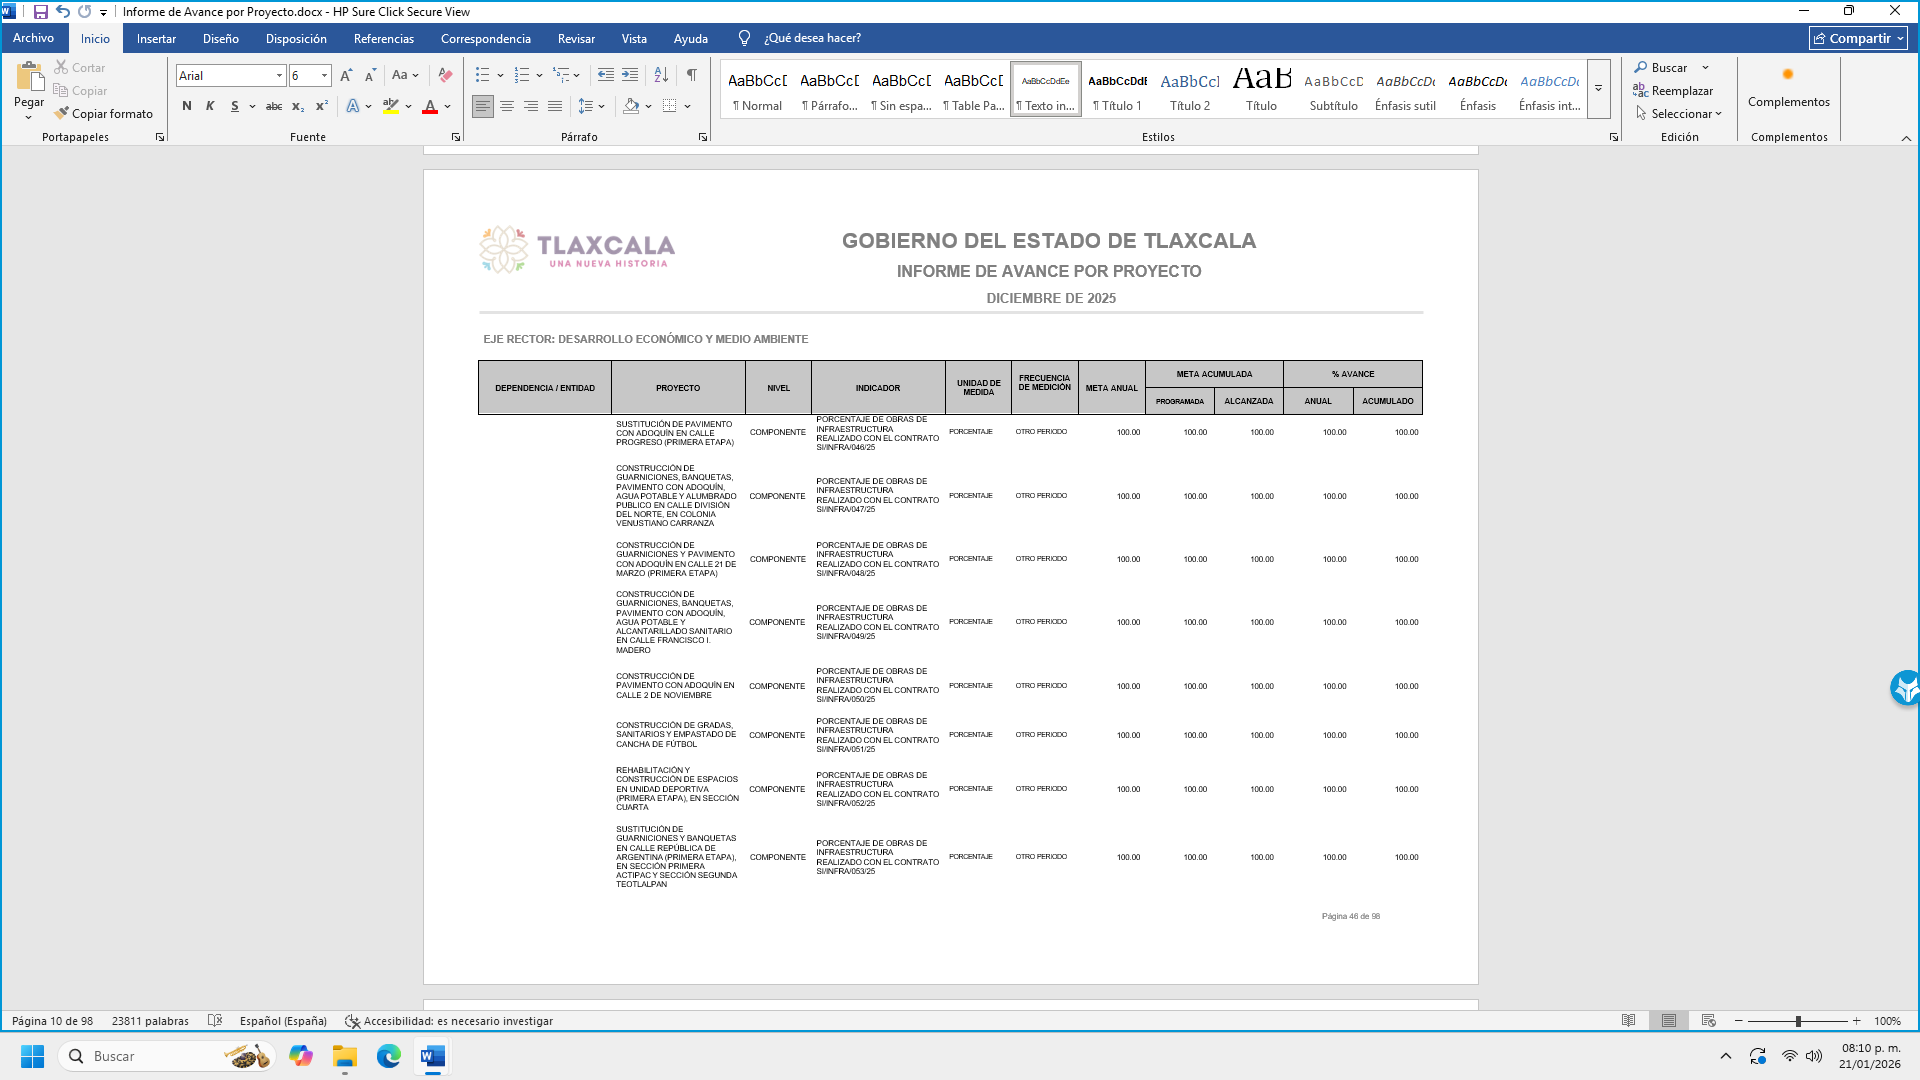 Informe de Avance por Proyecto.docx - HP Sure Click Secure View
Archivo Inicio Insertar Diseño Disposición Referencias Correspondencia Revisar Vista Ayuda ¿Qué desea hacer? Compartir
Pegar
Cortar
Copiar
Copiar formato
Portapapeles
Arial 6
N K S abc x₂ x²
Fuente
Párrafo
AaBbCcD ¶ Normal
AaBbCcD ¶ Párrafo...
AaBbCcD ¶ Sin espa...
AaBbCcD ¶ Table Pa...
AaBbCcDdEe ¶ Texto in...
AaBbCcDdE ¶ Título 1
AaBbCcI Título 2
AaB Título
AaBbCcD Subtítulo
AaBbCcDc Énfasis sutil
AaBbCcDc Énfasis
AaBbCcDc Énfasis int...
Estilos
Buscar
Reemplazar
Seleccionar
Edición
Complementos
Complementos
TLAXCALA
UNA NUEVA HISTORIA
GOBIERNO DEL ESTADO DE TLAXCALA
INFORME DE AVANCE POR PROYECTO
DICIEMBRE DE 2025
EJE RECTOR: DESARROLLO ECONÓMICO Y MEDIO AMBIENTE
DEPENDENCIA / ENTIDAD PROYECTO NIVEL INDICADOR UNIDAD DE MEDIDA FRECUENCIA DE MEDICIÓN META ANUAL META ACUMULADA % AVANCE
PROGRAMADA ALCANZADA ANUAL ACUMULADO
SUSTITUCIÓN DE PAVIMENTO
CON ADOQUÍN EN CALLE
PROGRESO (PRIMERA ETAPA)
COMPONENTE
PORCENTAJE DE OBRAS DE
INFRAESTRUCTURA
REALIZADO CON EL CONTRATO
SI/INFRA/046/25
PORCENTAJE OTRO PERIODO 100.00 100.00 100.00 100.00 100.00
CONSTRUCCIÓN DE
GUARNICIONES, BANQUETAS,
PAVIMENTO CON ADOQUÍN,
AGUA POTABLE Y ALUMBRADO
PUBLICO EN CALLE DIVISIÓN
DEL NORTE, EN COLONIA
VENUSTIANO CARRANZA
COMPONENTE
PORCENTAJE DE OBRAS DE
INFRAESTRUCTURA
REALIZADO CON EL CONTRATO
SI/INFRA/047/25
PORCENTAJE OTRO PERIODO 100.00 100.00 100.00 100.00 100.00
CONSTRUCCIÓN DE
GUARNICIONES Y PAVIMENTO
CON ADOQUÍN EN CALLE 21 DE
MARZO (PRIMERA ETAPA)
COMPONENTE
PORCENTAJE DE OBRAS DE
INFRAESTRUCTURA
REALIZADO CON EL CONTRATO
SI/INFRA/048/25
PORCENTAJE OTRO PERIODO 100.00 100.00 100.00 100.00 100.00
CONSTRUCCIÓN DE
GUARNICIONES, BANQUETAS,
PAVIMENTO CON ADOQUÍN,
AGUA POTABLE Y
ALCANTARILLADO SANITARIO
EN CALLE FRANCISCO I.
MADERO
COMPONENTE
PORCENTAJE DE OBRAS DE
INFRAESTRUCTURA
REALIZADO CON EL CONTRATO
SI/INFRA/049/25
PORCENTAJE OTRO PERIODO 100.00 100.00 100.00 100.00 100.00
CONSTRUCCIÓN DE
PAVIMENTO CON ADOQUÍN EN
CALLE 2 DE NOVIEMBRE
COMPONENTE
PORCENTAJE DE OBRAS DE
INFRAESTRUCTURA
REALIZADO CON EL CONTRATO
SI/INFRA/050/25
PORCENTAJE OTRO PERIODO 100.00 100.00 100.00 100.00 100.00
CONSTRUCCIÓN DE GRADAS,
SANITARIOS Y EMPASTADO DE
CANCHA DE FÚTBOL
COMPONENTE
PORCENTAJE DE OBRAS DE
INFRAESTRUCTURA
REALIZADO CON EL CONTRATO
SI/INFRA/051/25
PORCENTAJE OTRO PERIODO 100.00 100.00 100.00 100.00 100.00
REHABILITACIÓN Y
CONSTRUCCIÓN DE ESPACIOS
EN UNIDAD DEPORTIVA
(PRIMERA ETAPA), EN SECCIÓN
CUARTA
COMPONENTE
PORCENTAJE DE OBRAS DE
INFRAESTRUCTURA
REALIZADO CON EL CONTRATO
SI/INFRA/052/25
PORCENTAJE OTRO PERIODO 100.00 100.00 100.00 100.00 100.00
SUSTITUCIÓN DE
GUARNICIONES Y BANQUETAS
EN CALLE REPÚBLICA DE
ARGENTINA (PRIMERA ETAPA),
EN SECCIÓN PRIMERA
ACTIPAC Y SECCIÓN SEGUNDA
TEOTLALPAN
COMPONENTE
PORCENTAJE DE OBRAS DE
INFRAESTRUCTURA
REALIZADO CON EL CONTRATO
SI/INFRA/053/25
PORCENTAJE OTRO PERIODO 100.00 100.00 100.00 100.00 100.00
Página 46 de 98
Página 10 de 98 23811 palabras Español (España) Accesibilidad: es necesario investigar 100%
Buscar
08:10 p. m.
21/01/2026